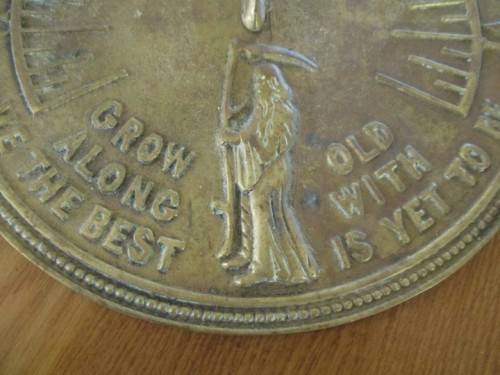 GROW OLD
ALONG WITH
THE BEST IS YET TO